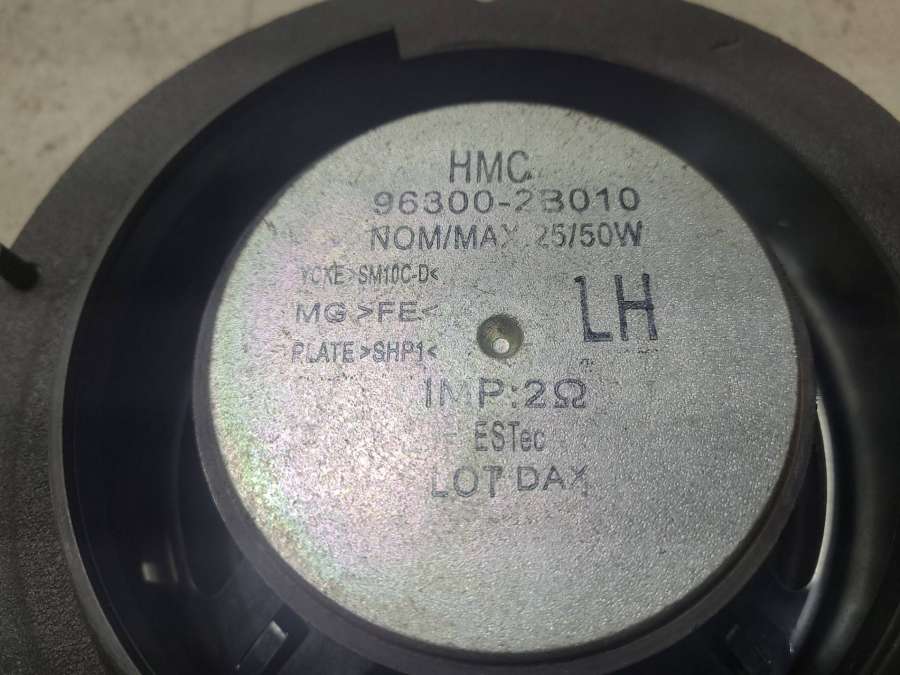 HMC
96300-2B010
NOM/MAX 25/50W
YOKE>SM10C-D<
MG >FE<
PLATE>SHP1<
LH
IMP:2Ω
ESTec
LOT DAX